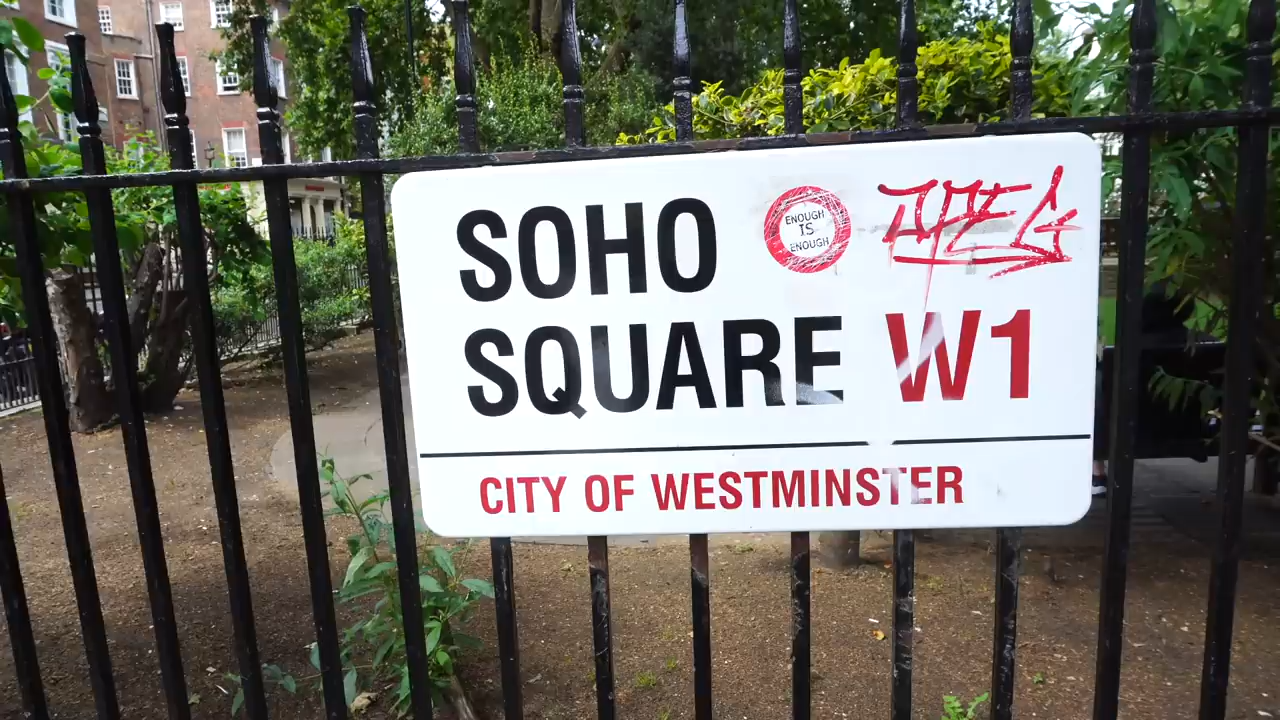 SOHO
SQUARE W1
CITY OF WESTMINSTER
ENOUGH
IS
ENOUGH